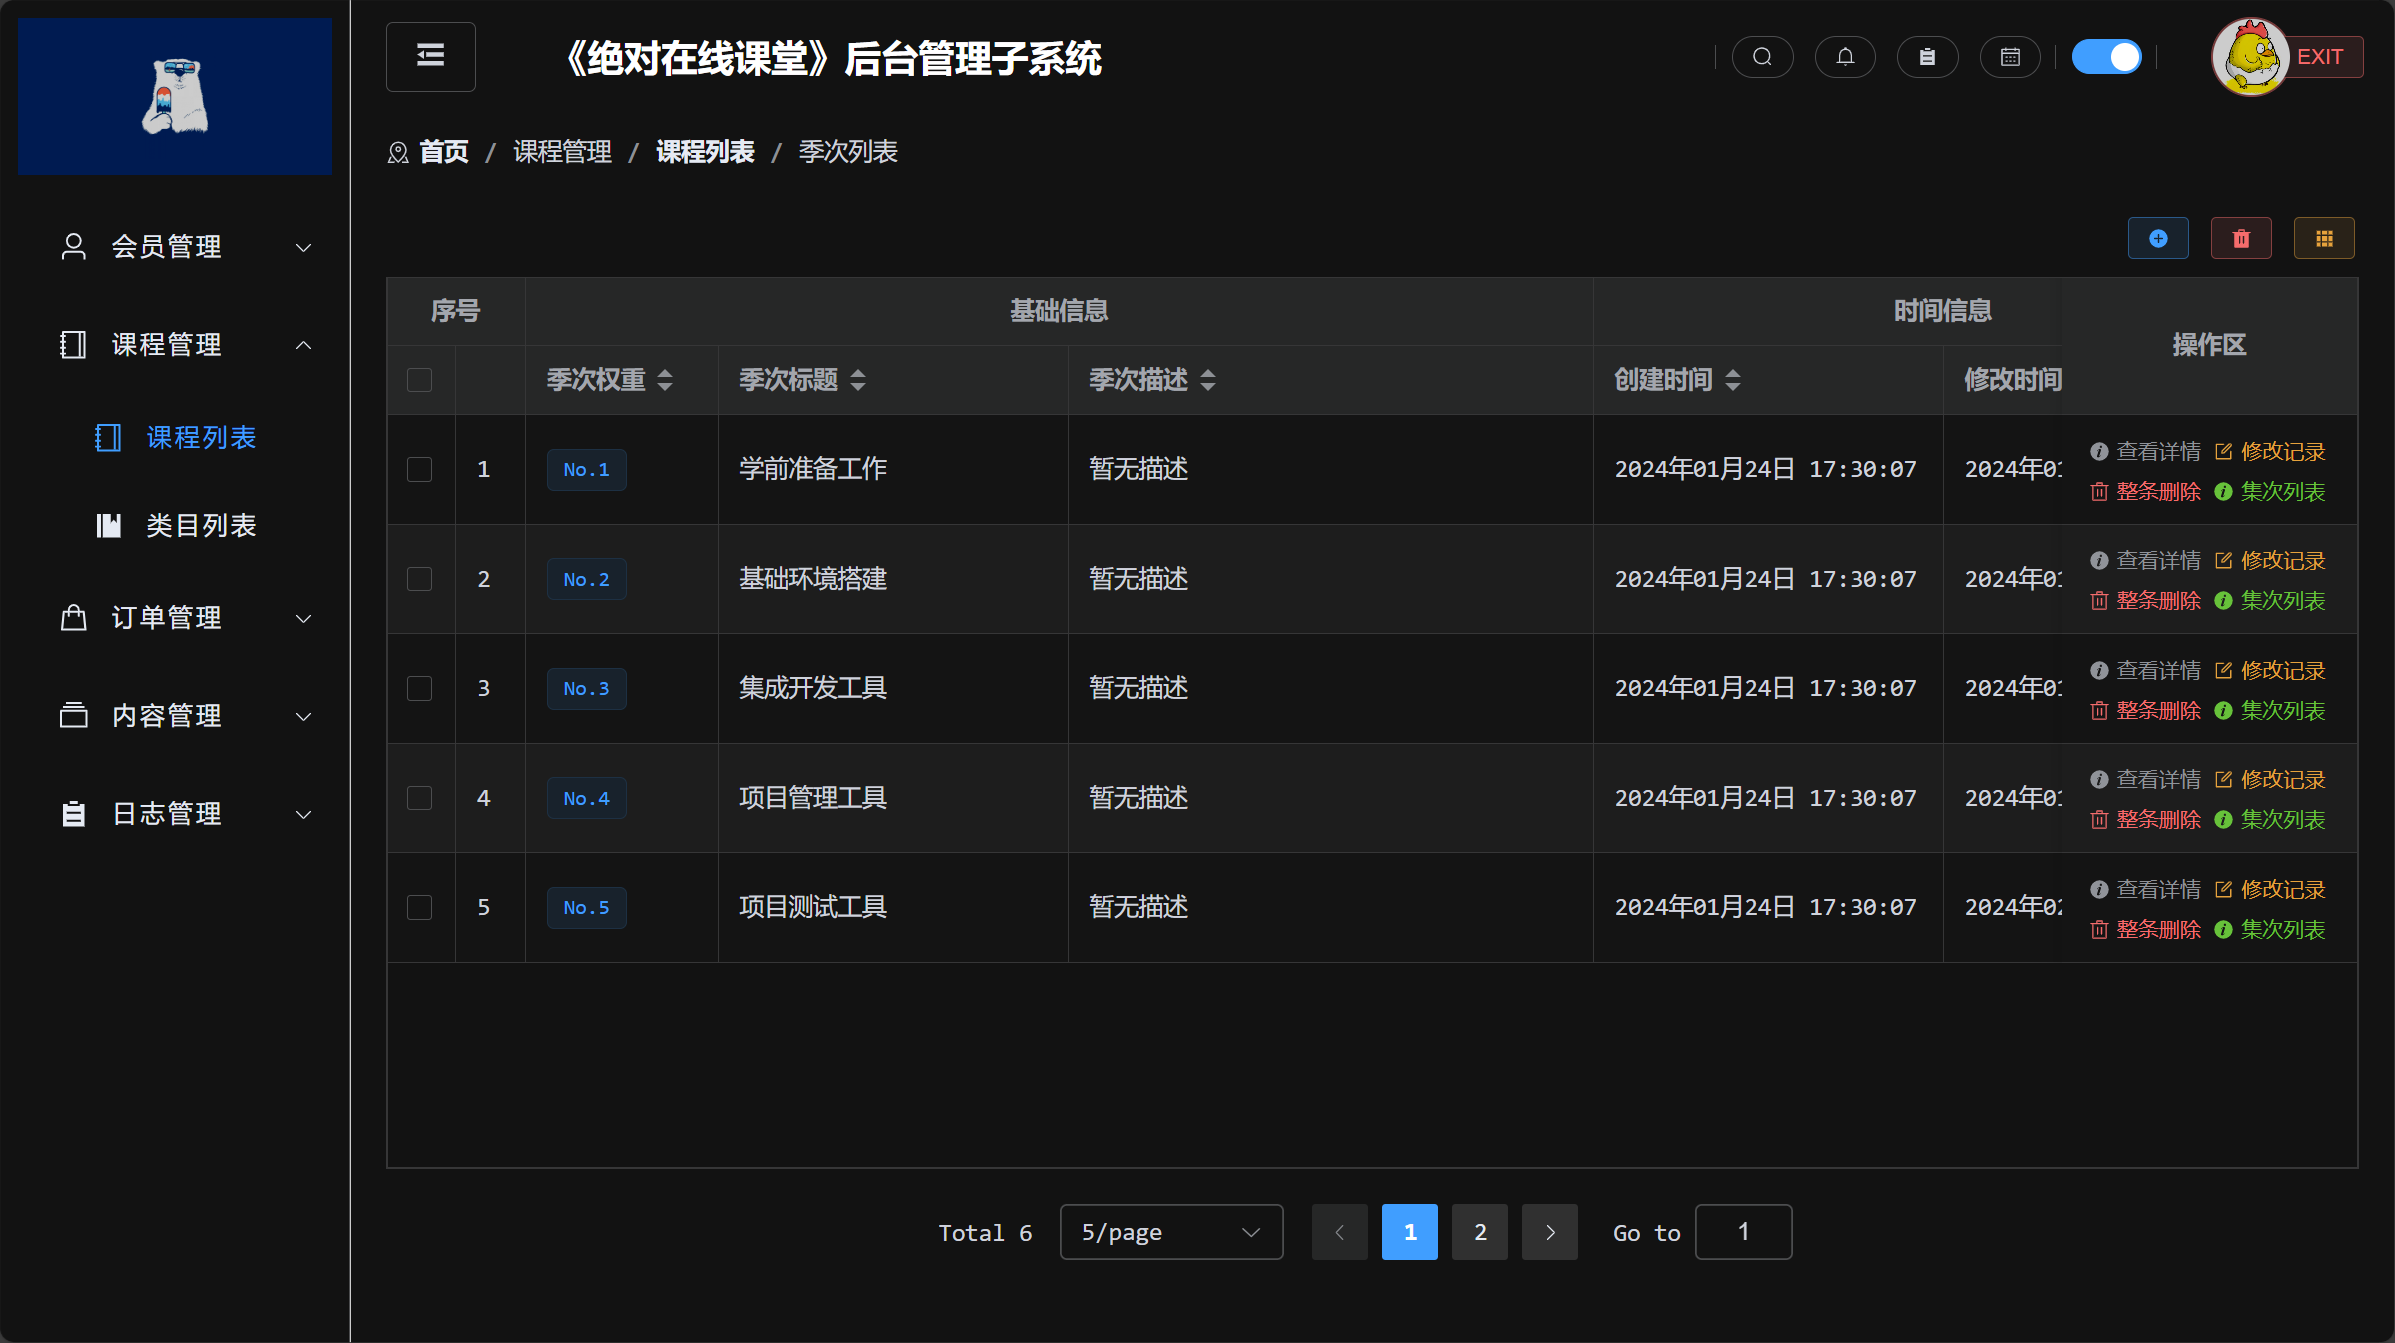 《绝对在线课堂》后台管理子系统
EXIT
首页 / 课程管理 / 课程列表 / 季次列表
会员管理
课程管理
课程列表
类目列表
订单管理
内容管理
日志管理
序号 基础信息 时间信息 操作区
季次权重 季次标题 季次描述 创建时间 修改时间
1 No.1 学前准备工作 暂无描述 2024年01月24日 17:30:07 2024年01 查看详情 修改记录
整条删除 集次列表
2 No.2 基础环境搭建 暂无描述 2024年01月24日 17:30:07 2024年01 查看详情 修改记录
整条删除 集次列表
3 No.3 集成开发工具 暂无描述 2024年01月24日 17:30:07 2024年01 查看详情 修改记录
整条删除 集次列表
4 No.4 项目管理工具 暂无描述 2024年01月24日 17:30:07 2024年01 查看详情 修改记录
整条删除 集次列表
5 No.5 项目测试工具 暂无描述 2024年01月24日 17:30:07 2024年02 查看详情 修改记录
整条删除 集次列表
Total 6 5/page 1 2 Go to 1